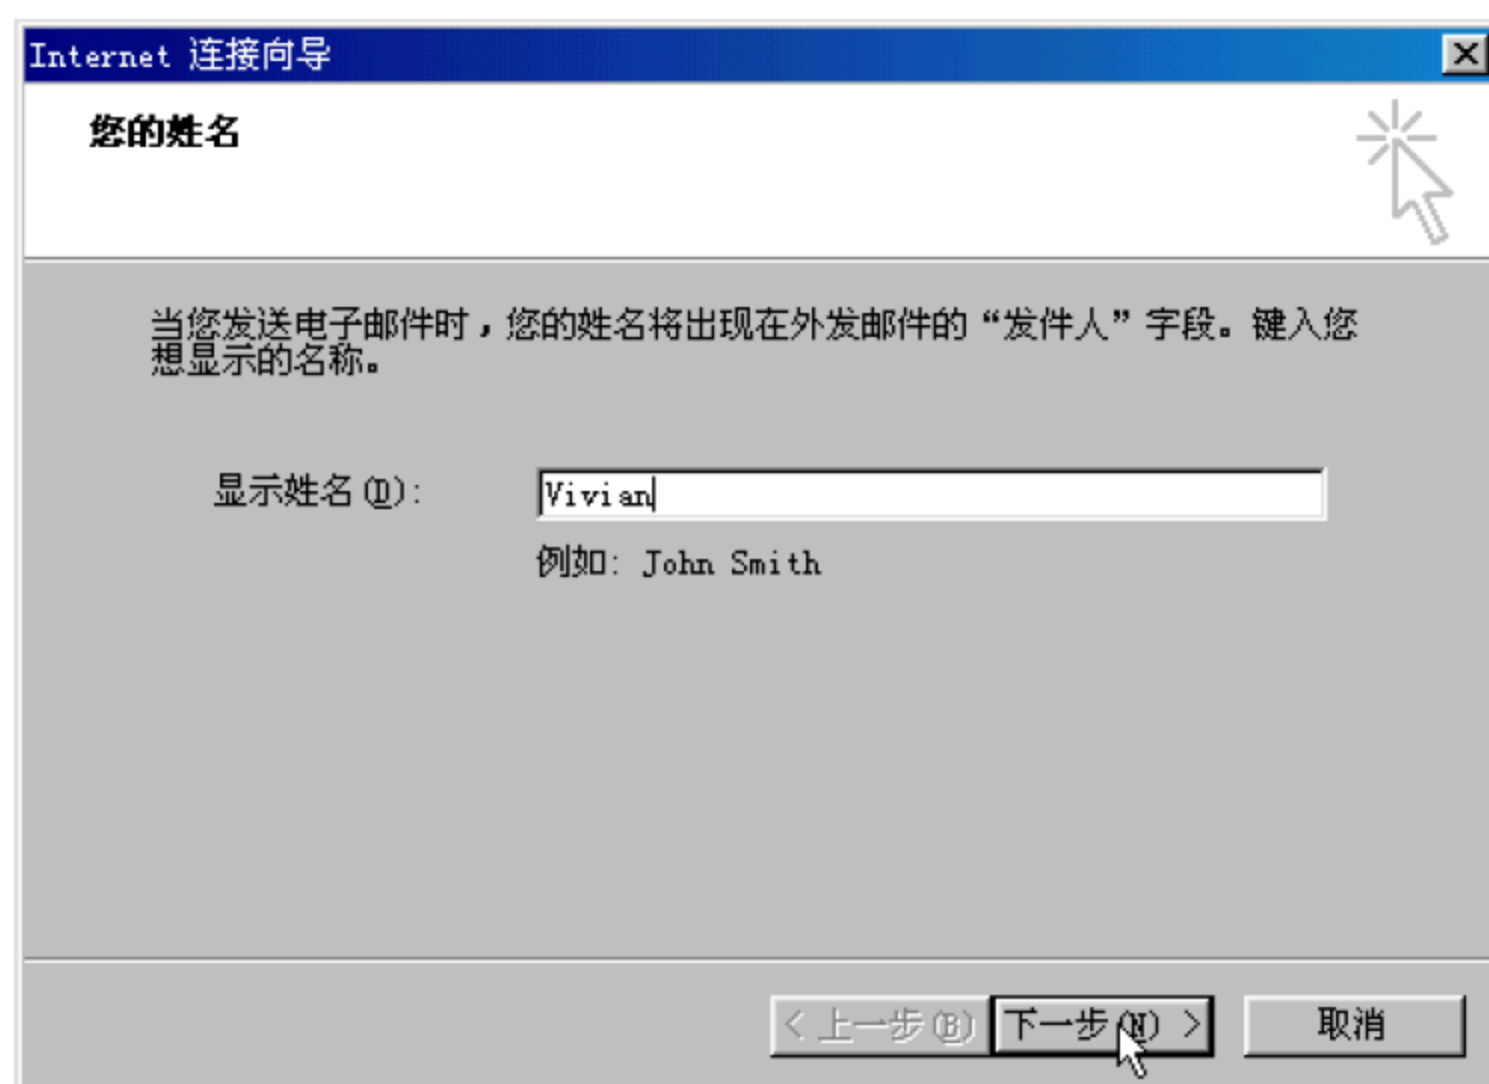 Internet 连接向导
您的姓名
当您发送电子邮件时，您的姓名将出现在外发邮件的“发件人”字段。键入您
想显示的名称。
显示姓名(D): Vivian
例如: John Smith
< 上一步(B) 下一步(N) > 取消